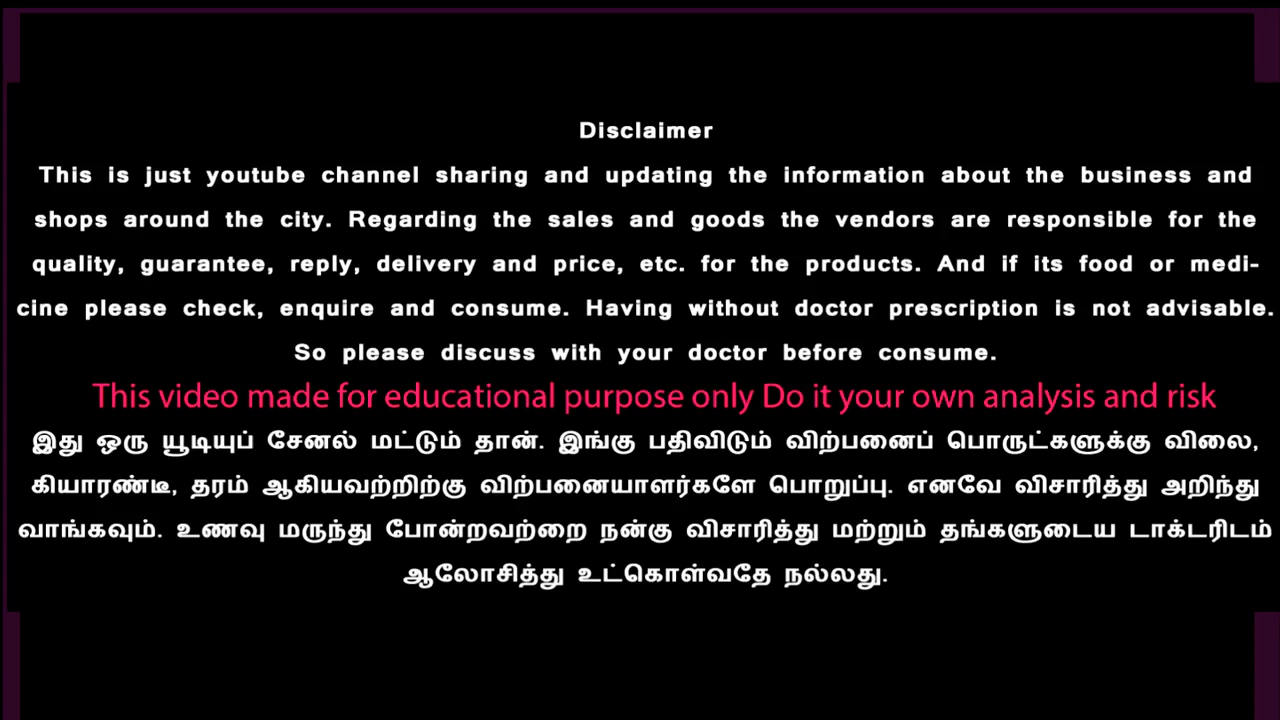 Disclaimer
This is just youtube channel sharing and updating the information about the business and
shops around the city. Regarding the sales and goods the vendors are responsible for the
quality, guarantee, reply, delivery and price, etc. for the products. And if its food or medi-
cine please check, enquire and consume. Having without doctor prescription is not advisable.
So please discuss with your doctor before consume.
This video made for educational purpose only Do it your own analysis and risk
இது ஒரு யூடியுப் சேனல் மட்டும் தான். இங்கு பதிவிடும் விற்பனைப் பொருட்களுக்கு விலை,
கியாரண்டீ, தரம் ஆகியவற்றிற்கு விற்பனையாளர்களே பொறுப்பு. எனவே விசாரித்து அறிந்து
வாங்கவும். உணவு மருந்து போன்றவற்றை நன்கு விசாரித்து மற்றும் தங்களுடைய டாக்டரிடம்
ஆலோசித்து உட்கொள்வதே நல்லது.